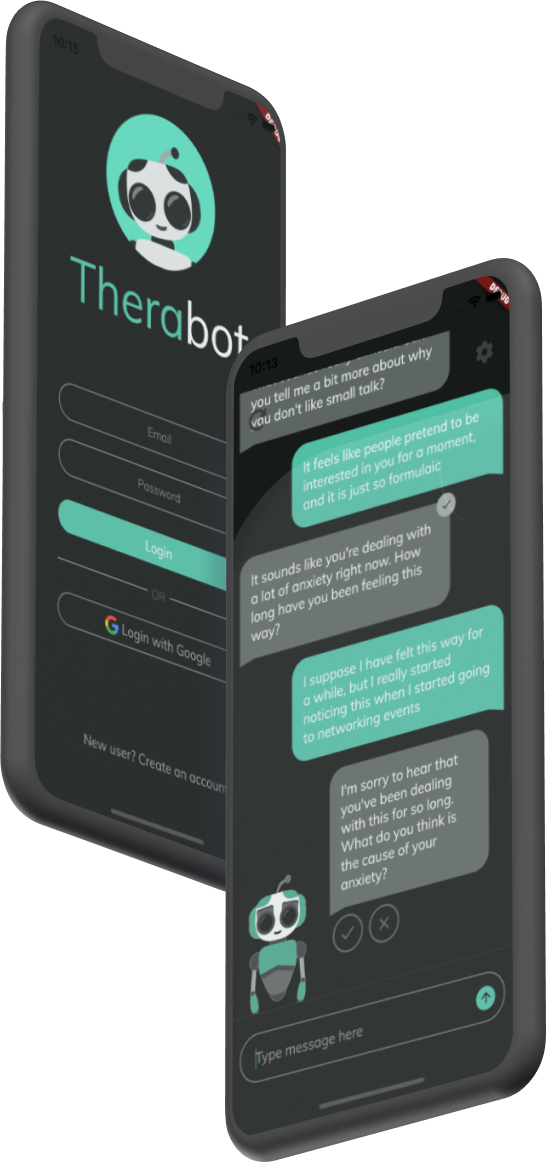 10:15
DEBUG
Therabot
Email
Password
Login
OR
Login with Google
New user? Create an account
10:13
DEBUG
you tell me a bit more about why
you don't like small talk?
It feels like people pretend to be
interested in you for a moment,
and it is just so formulaic
It sounds like you're dealing with
a lot of anxiety right now. How
long have you been feeling this
way?
I suppose I have felt this way for
a while, but I really started
noticing this when I started going
to networking events
I'm sorry to hear that
you've been dealing
with this for so long.
What do you think is
the cause of your
anxiety?
Type message here